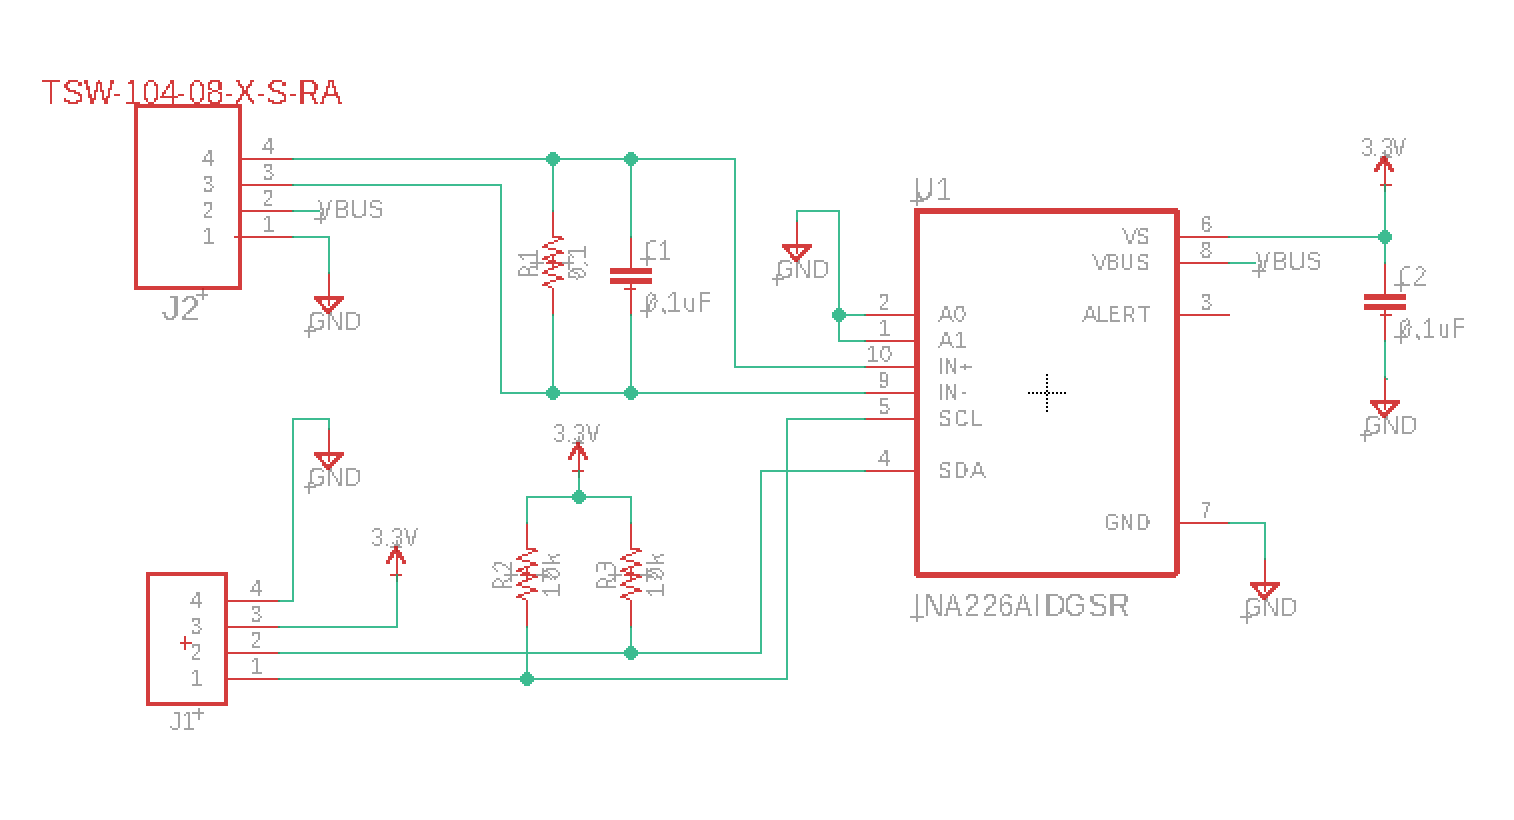 TSW-104-08-X-S-RA
4 4
3 3
2 2 VBUS
1 1
J2
GND
R1
0.1
C1
0.1uF
GND
U1
2 A0
1 A1
10 IN+
9 IN-
5 SCL
4 SDA
VS 6
VBUS 8 VBUS
ALERT 3
GND 7
INA226AIDGSR
GND
3.3V
C2
0.1uF
GND
GND
3.3V
3.3V
R2
10k
R3
10k
4 4
3 3
2 2
1 1
J1